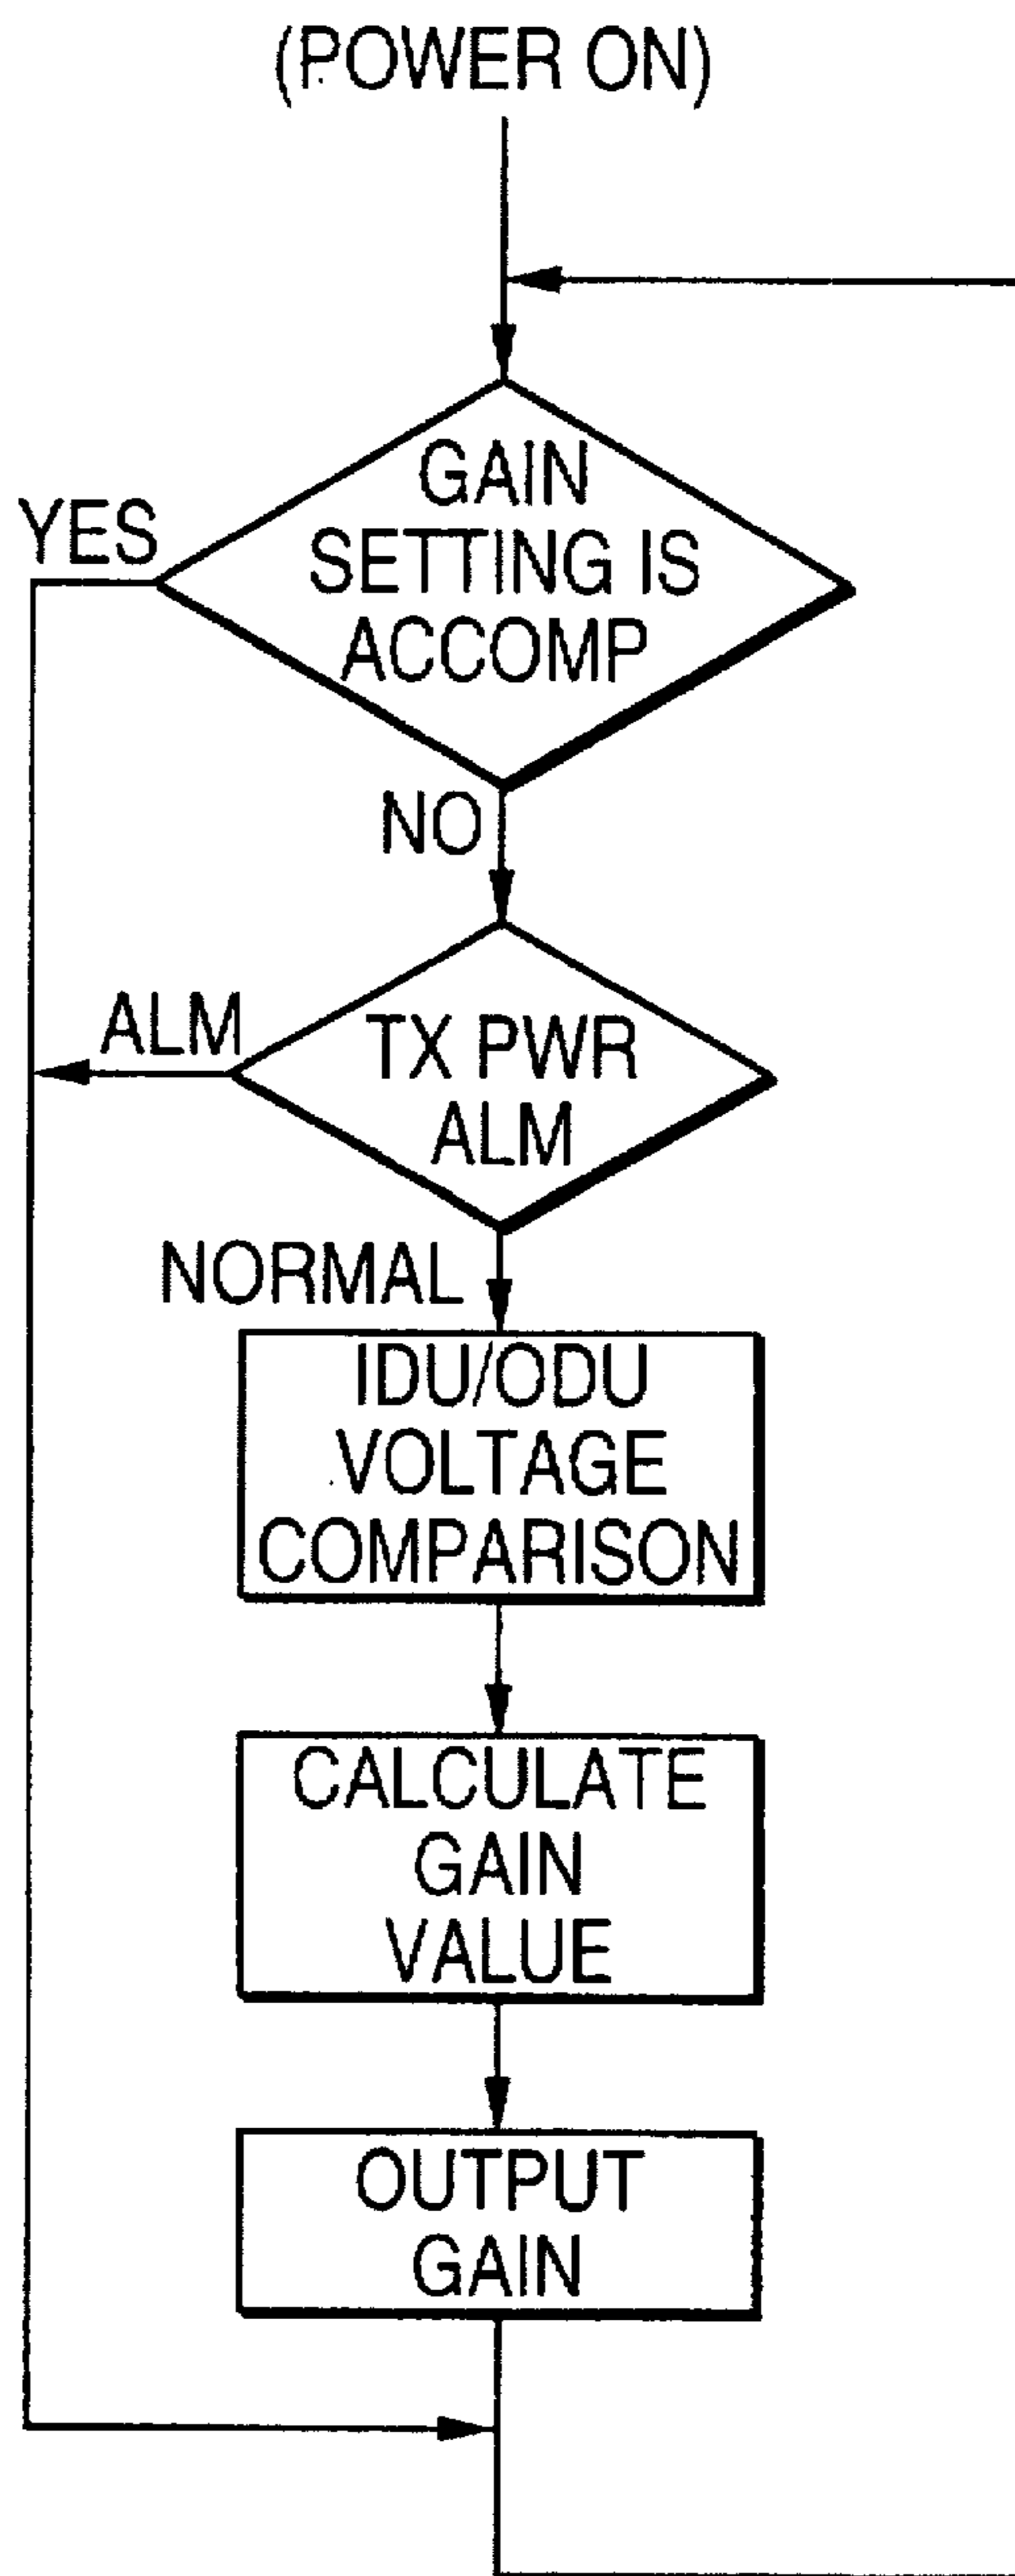 (POWER ON)
GAIN
SETTING IS
ACCOMP
YES
NO
TX PWR
ALM
ALM
NORMAL
IDU/ODU
VOLTAGE
COMPARISON
CALCULATE
GAIN
VALUE
OUTPUT
GAIN